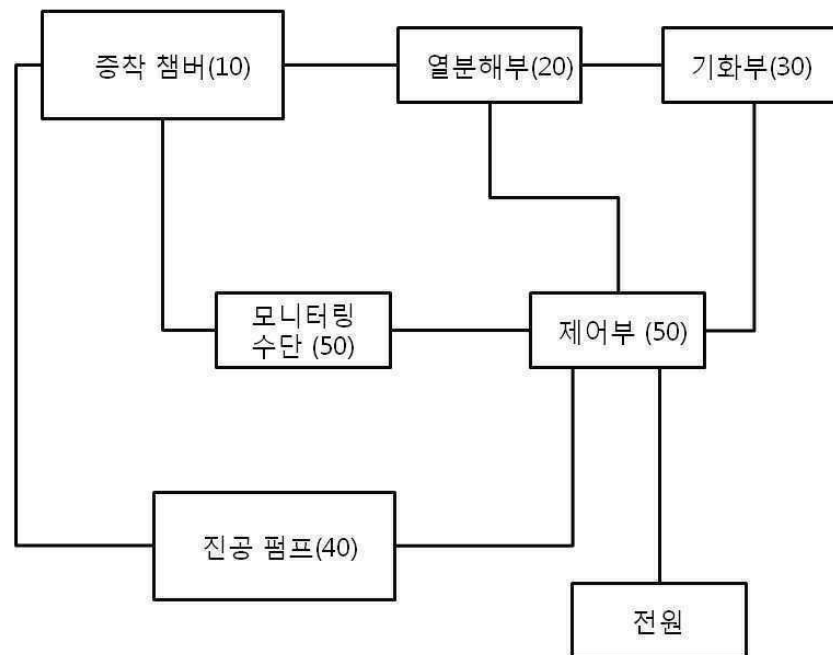 증착 챔버(10)
열분해부(20)
기화부(30)
모니터링
수단 (50)
제어부 (50)
진공 펌프(40)
전원